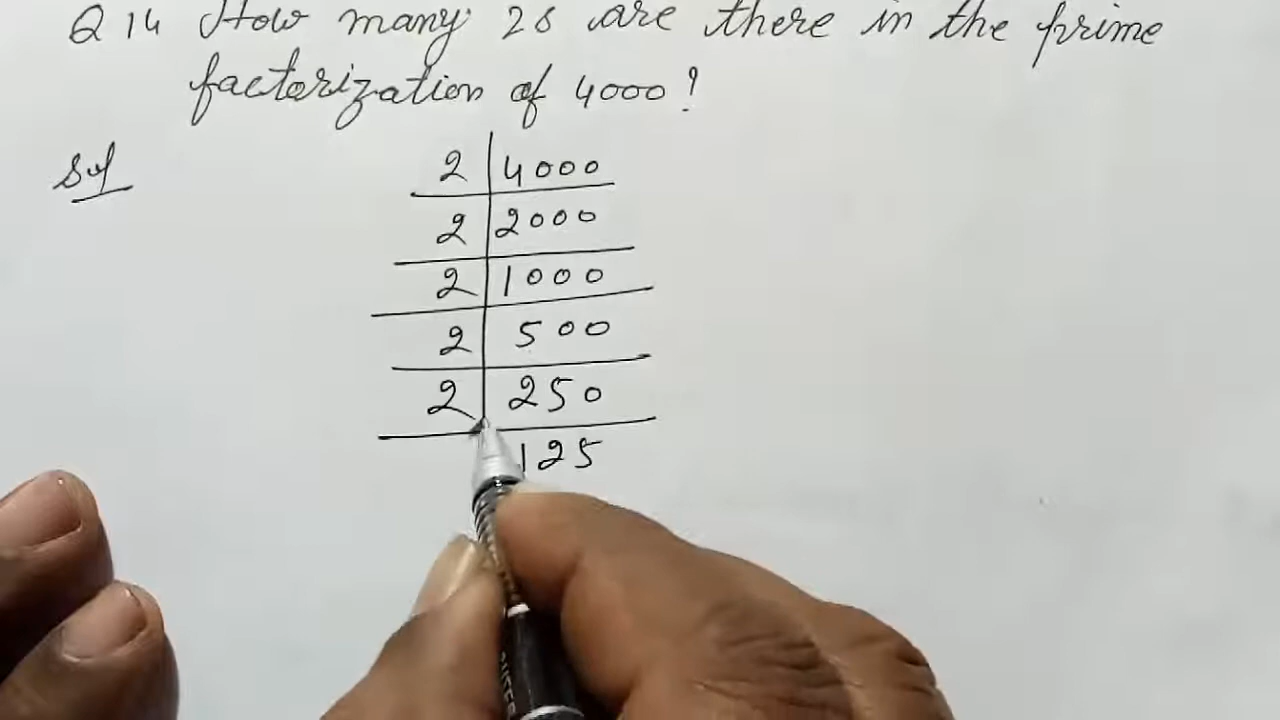 Q 14 How many 2s are there in the prime
factorization of 4000?
Sol
2 | 4000
2 | 2000
2 | 1000
2 | 500
2 | 250
125